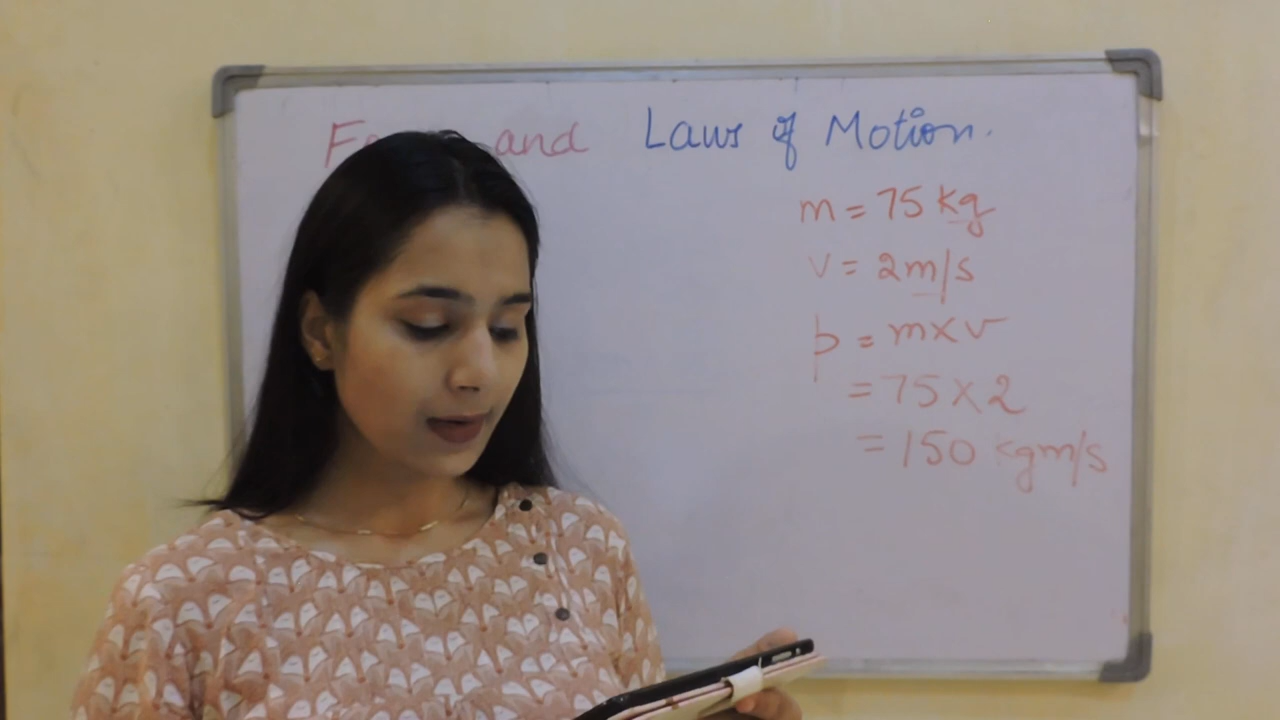 and Laws of Motion.
m = 75 kg
v = 2m/s
p = m×v
= 75 × 2
= 150 kgm/s